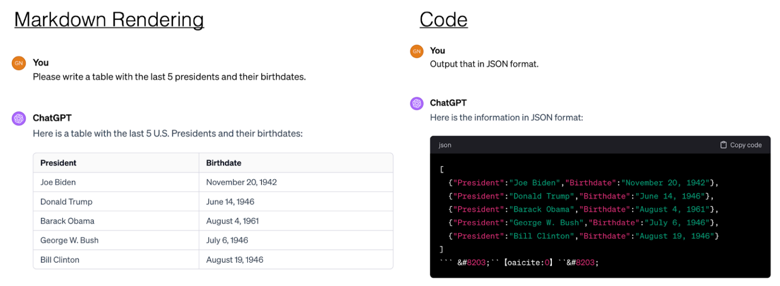 Markdown Rendering
GN You
Please write a table with the last 5 presidents and their birthdates.
ChatGPT
Here is a table with the last 5 U.S. Presidents and their birthdates:
President Birthdate
Joe Biden November 20, 1942
Donald Trump June 14, 1946
Barack Obama August 4, 1961
George W. Bush July 6, 1946
Bill Clinton August 19, 1946
Code
GN You
Output that in JSON format.
ChatGPT
Here is the information in JSON format:
json Copy code
[
{"President":"Joe Biden","Birthdate":"November 20, 1942"},
{"President":"Donald Trump","Birthdate":"June 14, 1946"},
{"President":"Barack Obama","Birthdate":"August 4, 1961"},
{"President":"George W. Bush","Birthdate":"July 6, 1946"},
{"President":"Bill Clinton","Birthdate":"August 19, 1946"}
]
``` &#8203;``【oaicite:0】``&#8203;